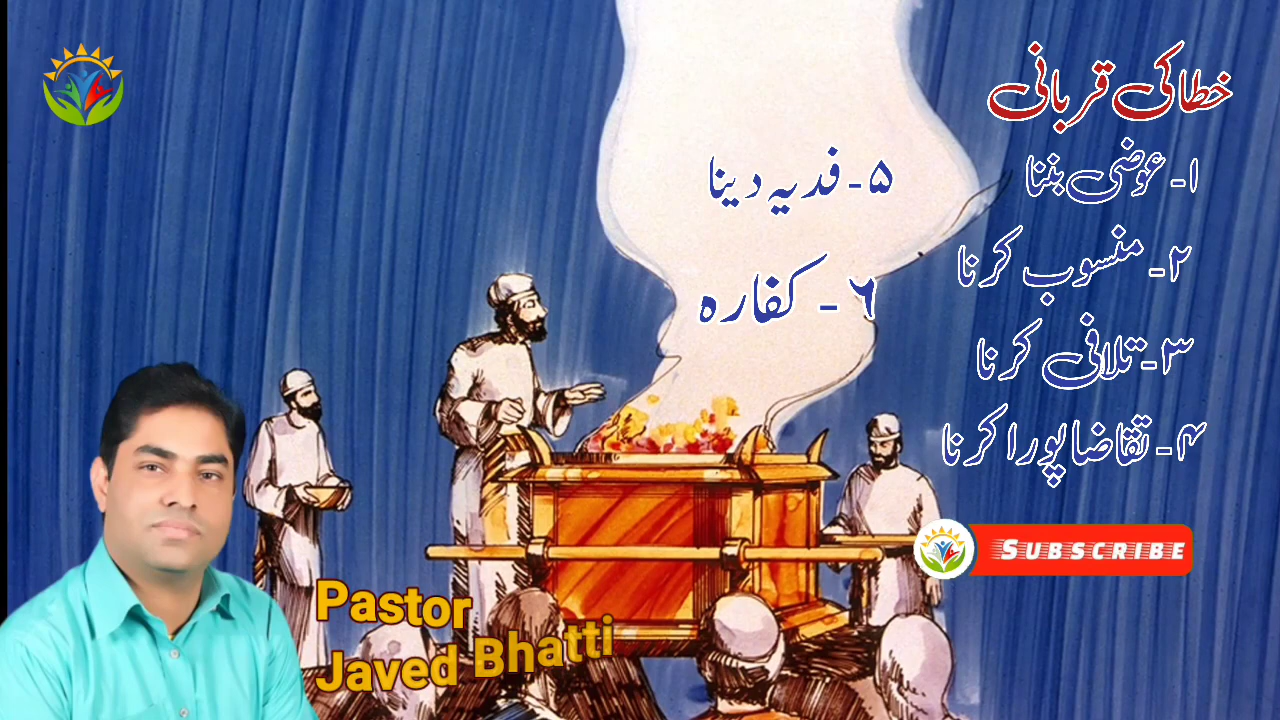 خطا کی قربانی
۱۔ عوضی بننا
۲۔ منسوب کرنا
۳۔ تلافی کرنا
۴۔ تقاضا پورا کرنا
۵۔ فدیہ دینا
۶۔ کفارہ
SUBSCRIBE
Pastor
Javed Bhatti